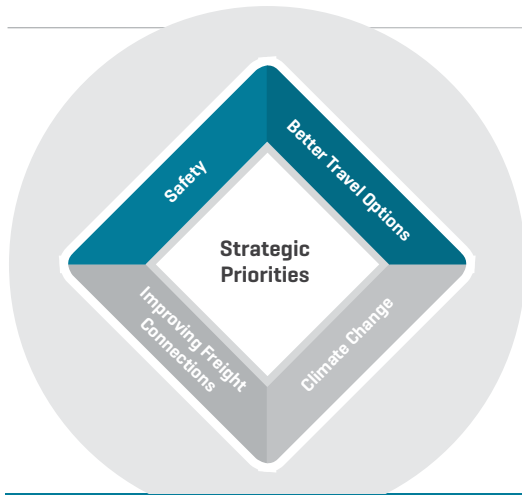 Safety
Better Travel Options
Strategic
Priorities
Improving Freight
Connections
Climate Change